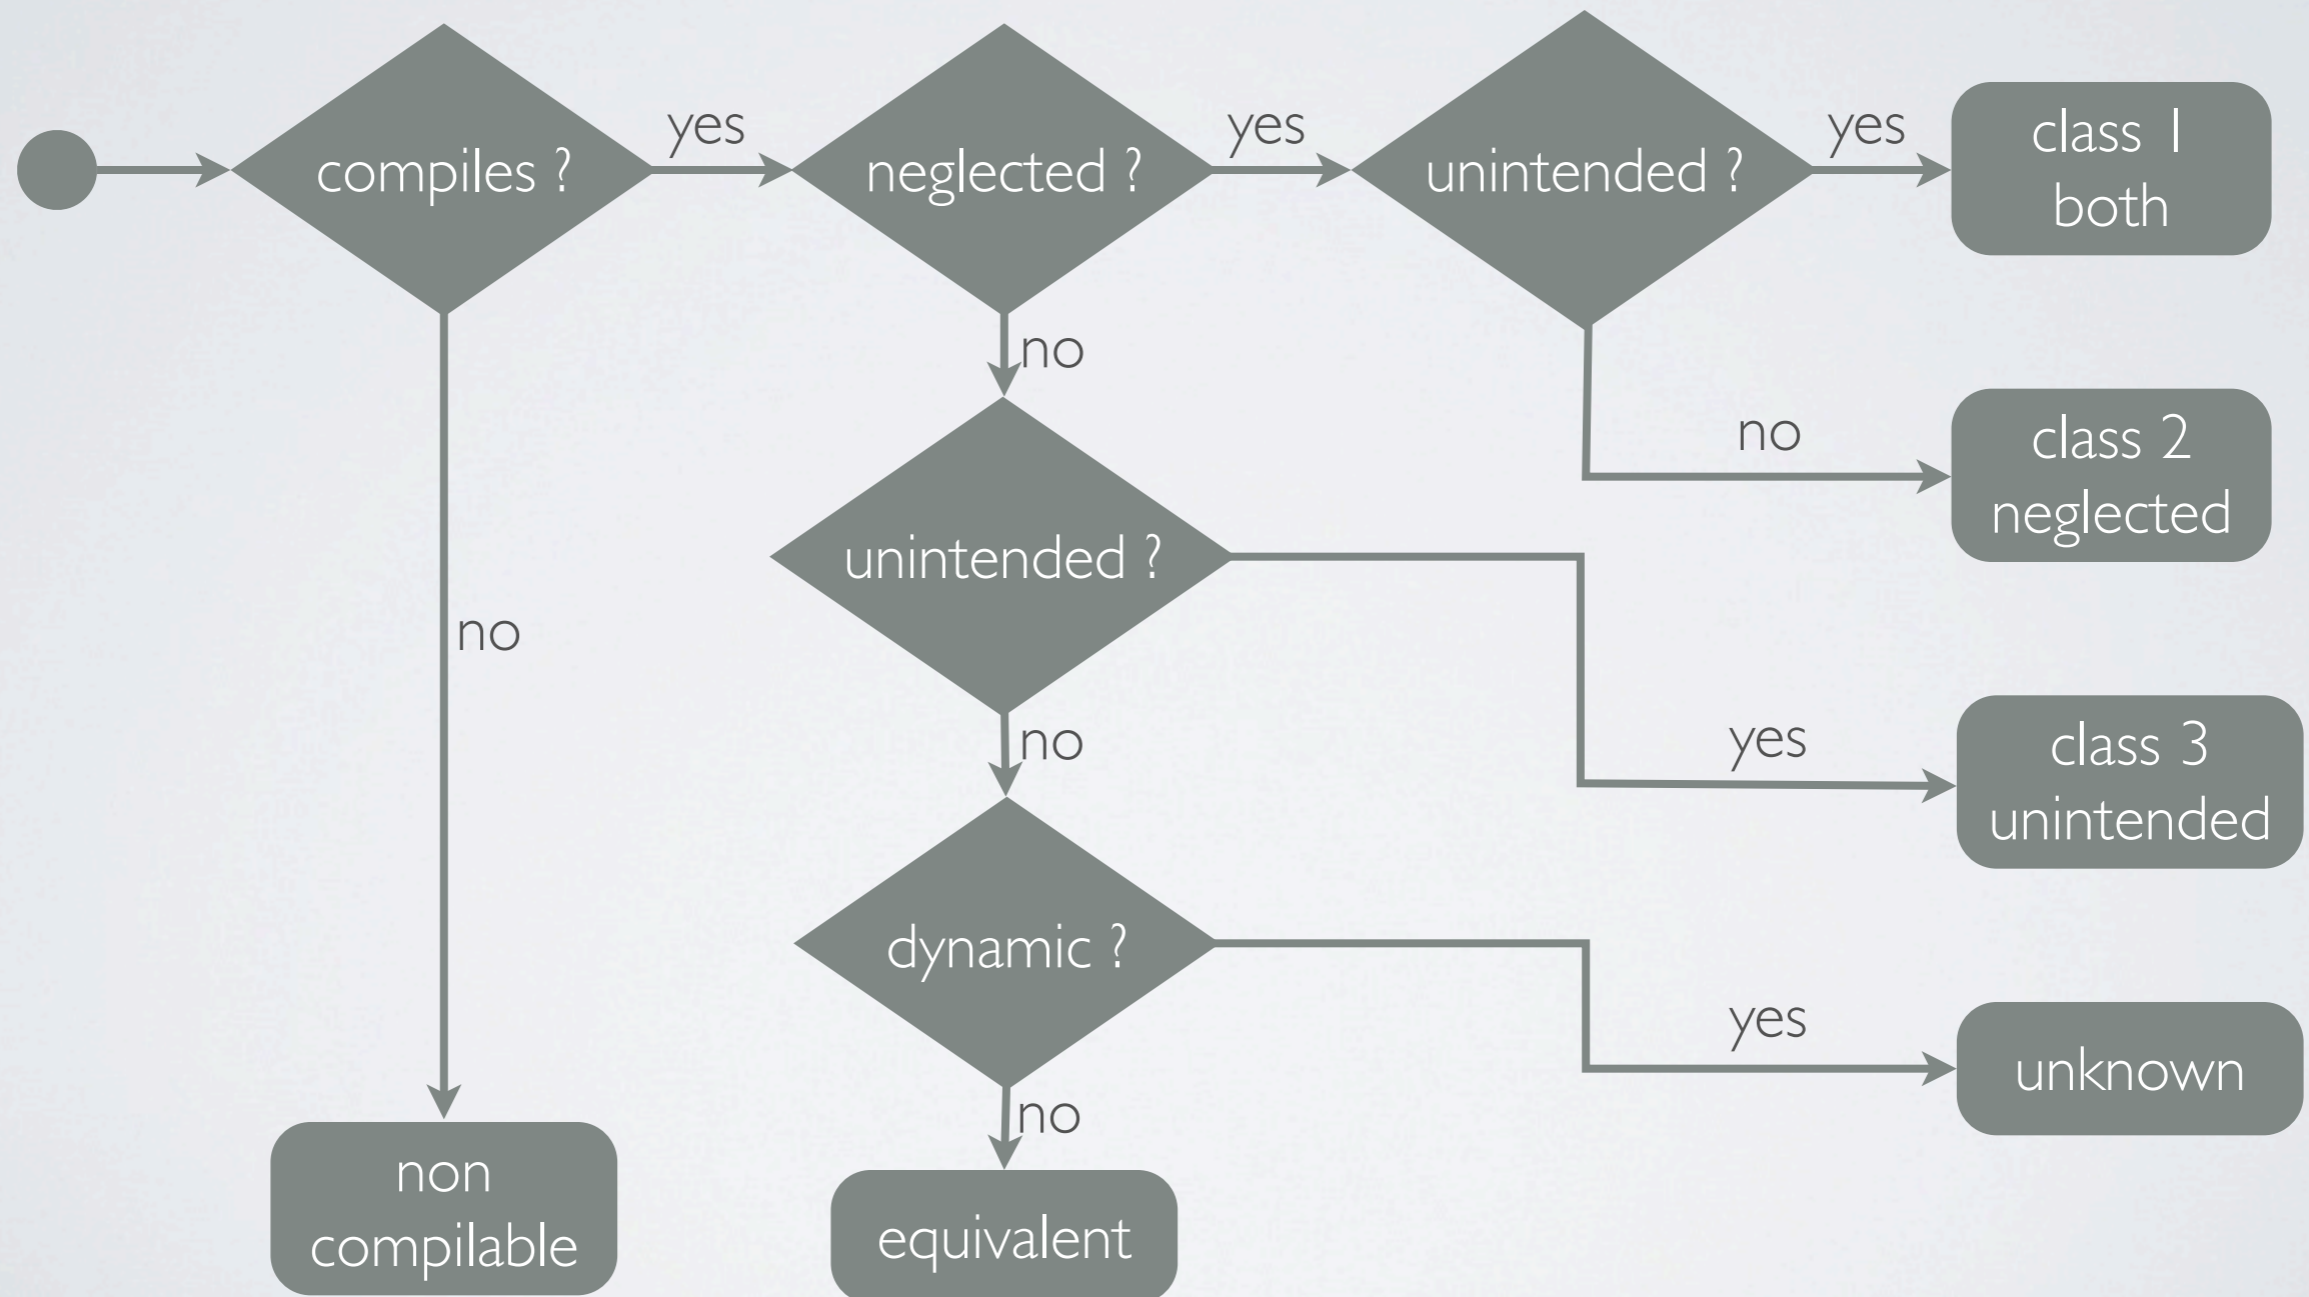 compiles ?
yes
neglected ?
yes
unintended ?
yes
class 1
both
no
no
class 2
neglected
unintended ?
no
yes
class 3
unintended
no
dynamic ?
yes
unknown
no
non
compilable
equivalent